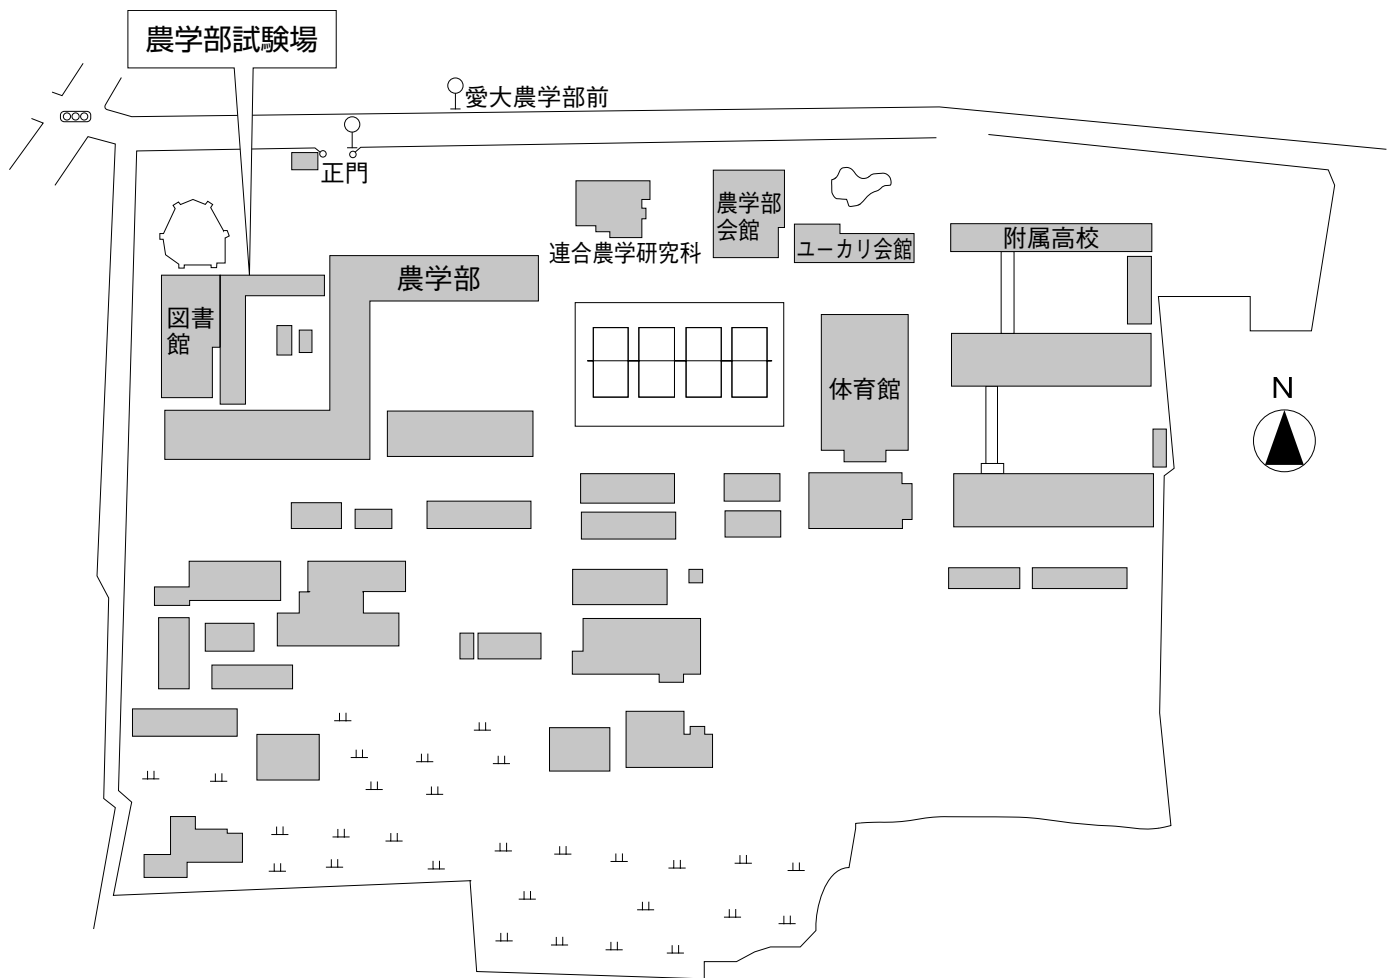 農学部試験場
愛大農学部前
正門
農学部
会館
連合農学研究科
ユーカリ会館
附属高校
農学部
図書
館
体育館
N